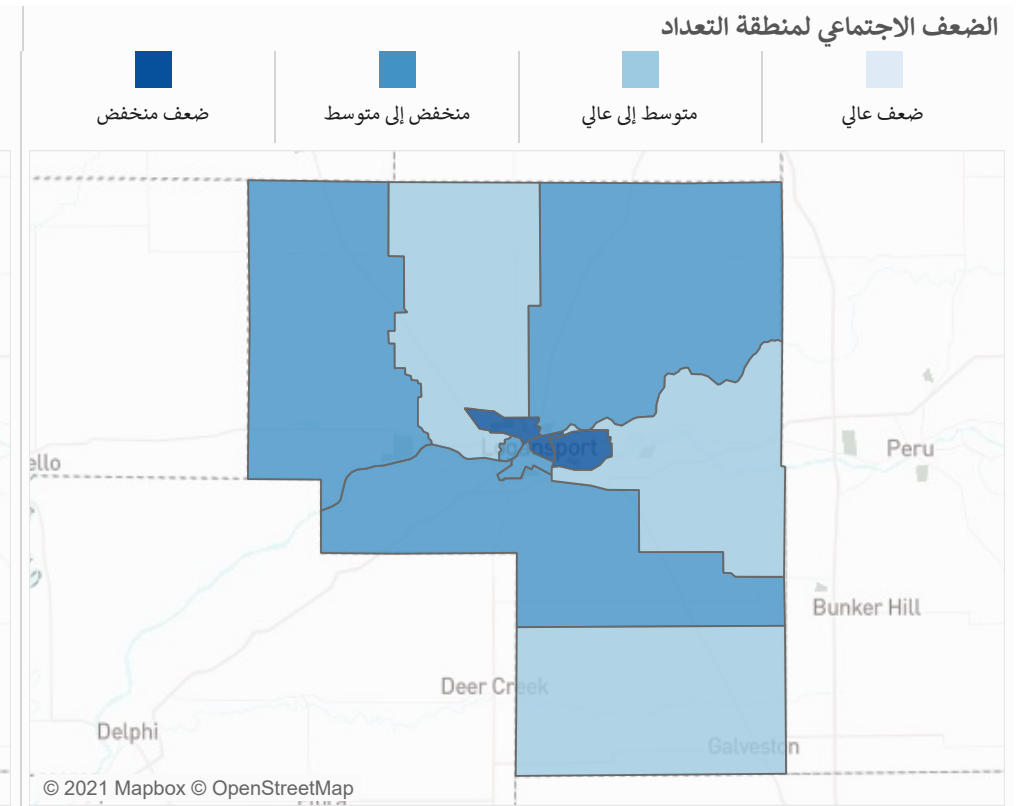 الضعف الاجتماعي لمنطقة التعداد
ضعف عالي
متوسط إلى عالي
منخفض إلى متوسط
ضعف منخفض
Logansport
Peru
ello
Bunker Hill
Deer Creek
Delphi
Galveston
© 2021 Mapbox © OpenStreetMap